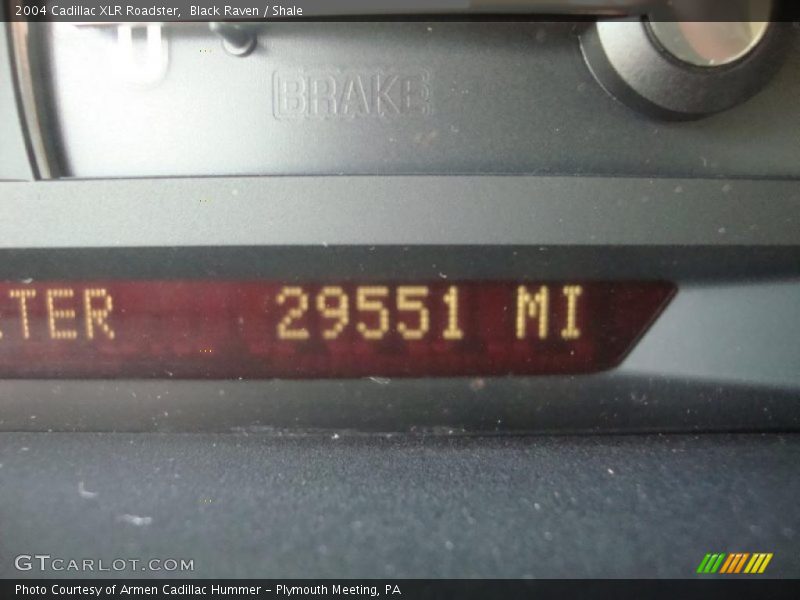 2004 Cadillac XLR Roadster,  Black Raven / Shale
BRAKE
TER 29551 MI
GTCARLOT.COM
Photo Courtesy of Armen Cadillac Hummer - Plymouth Meeting, PA